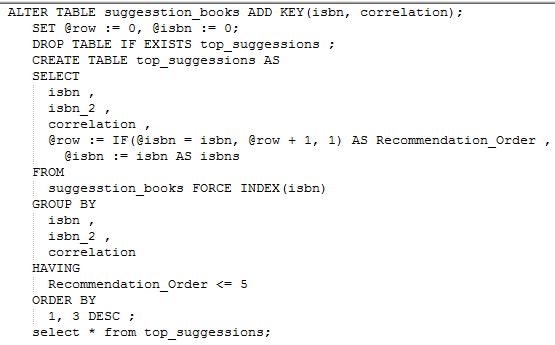 ALTER TABLE suggesstion_books ADD KEY(isbn, correlation);
SET @row := 0, @isbn := 0;
DROP TABLE IF EXISTS top_suggessions ;
CREATE TABLE top_suggessions AS
SELECT
isbn ,
isbn_2 ,
correlation ,
@row := IF(@isbn = isbn, @row + 1, 1) AS Recommendation_Order ,
@isbn := isbn AS isbns
FROM
suggesstion_books FORCE INDEX(isbn)
GROUP BY
isbn ,
isbn_2 ,
correlation
HAVING
Recommendation_Order <= 5
ORDER BY
1, 3 DESC ;
select * from top_suggessions;